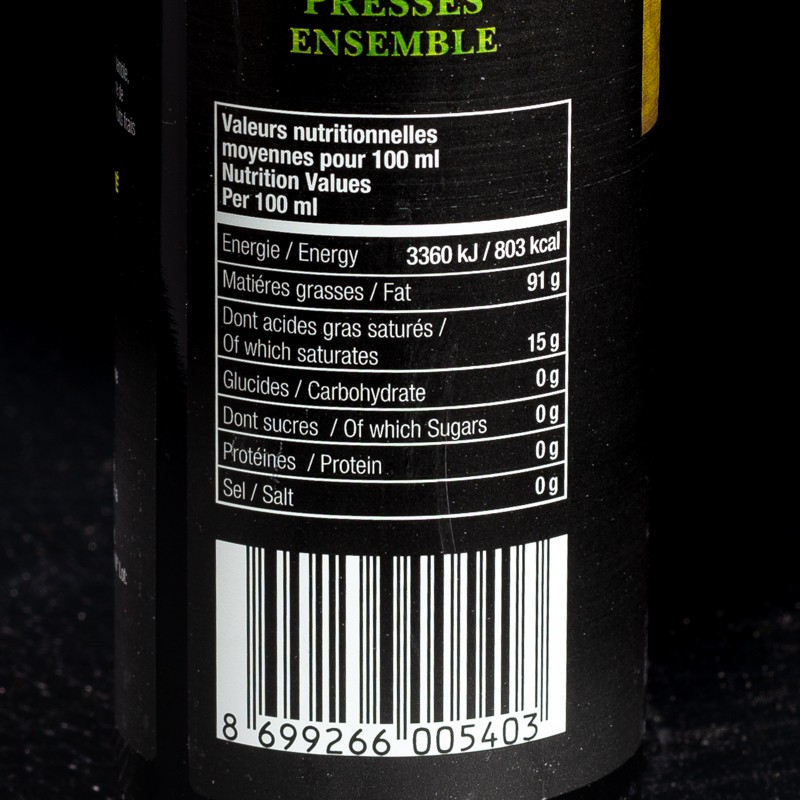 PRESSÉS
ENSEMBLE
Valeurs nutritionnelles
moyennes pour 100 ml
Nutrition Values
Per 100 ml
Energie / Energy 3360 kJ / 803 kcal
Matiéres grasses / Fat 91 g
Dont acides gras saturés /
Of which saturates 15 g
Glucides / Carbohydrate 0 g
Dont sucres / Of which Sugars 0 g
Protéines / Protein 0 g
Sel / Salt 0 g
8 699266 005403